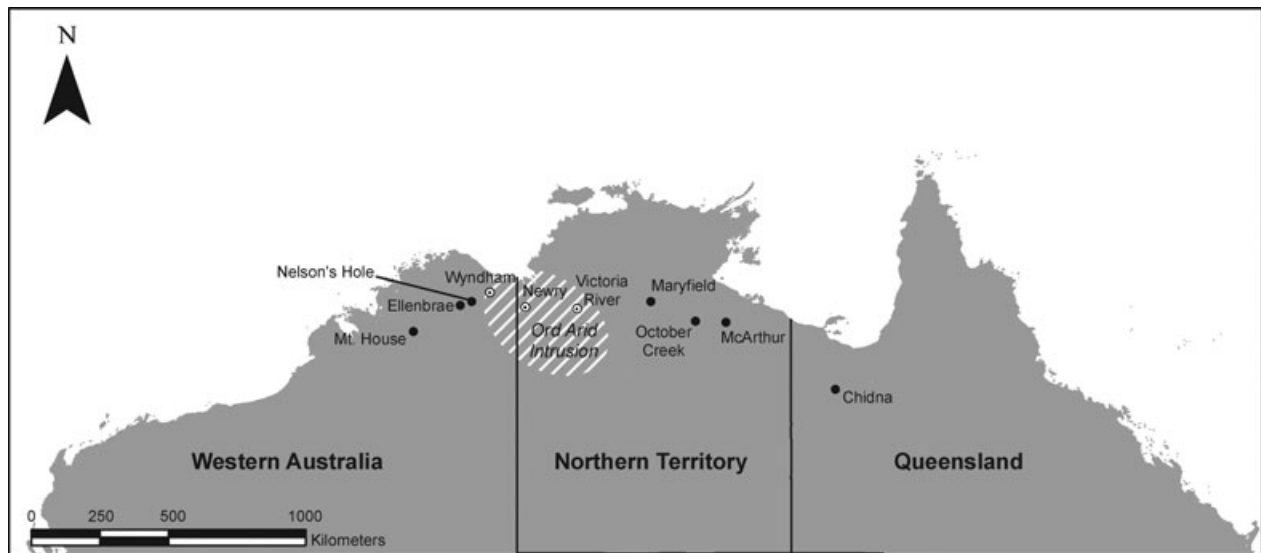 N
Nelson's Hole
Wyndham
Ellenbrae
Mt. House
Newry
Victoria
River
Ord Arid
Intrusion
Maryfield
October
Creek
McArthur
Chidna
Western Australia
Northern Territory
Queensland
0 250 500 1000
Kilometers